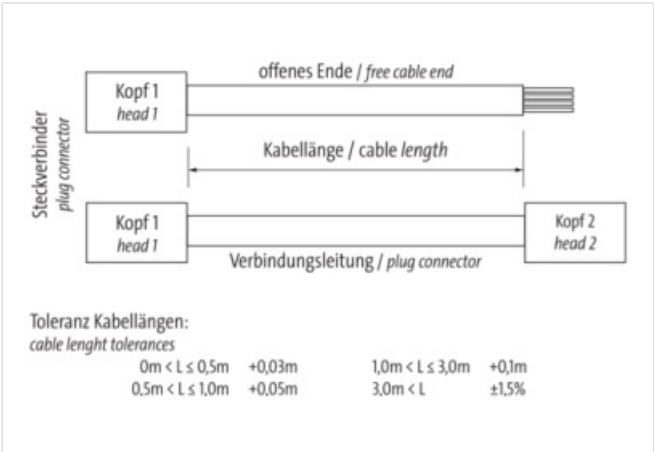 offenes Ende / free cable end
Kopf 1
head 1
Steckverbinder
plug connector
Kabellänge / cable length
Kopf 1
head 1
Kopf 2
head 2
Verbindungsleitung / plug connector
Toleranz Kabellängen:
cable lenght tolerances
0m < L ≤ 0,5m +0,03m 1,0m < L ≤ 3,0m +0,1m
0,5m < L ≤ 1,0m +0,05m 3,0m < L ±1,5%